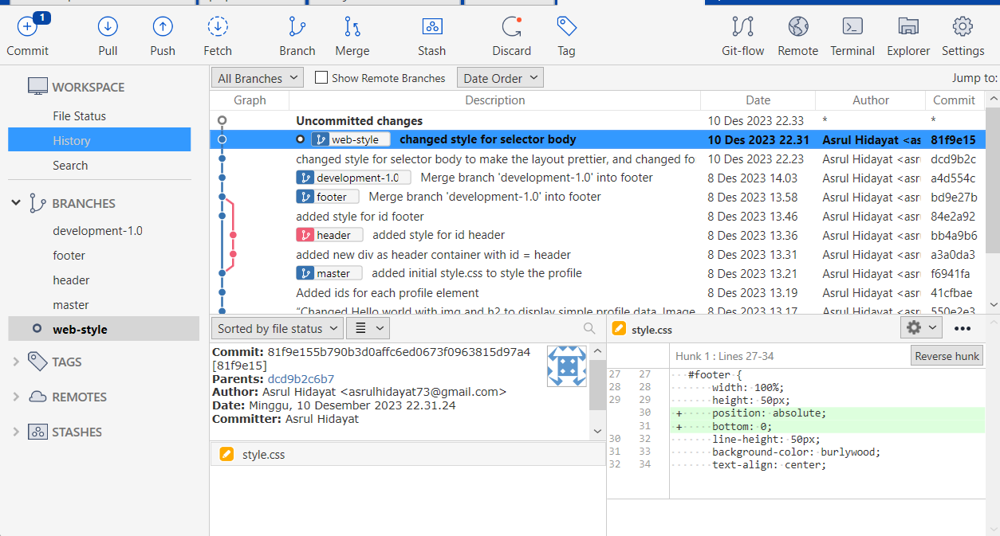 1
Commit Pull Push Fetch Branch Merge Stash Discard Tag Git-flow Remote Terminal Explorer Settings
WORKSPACE
File Status
History
Search
BRANCHES
development-1.0
footer
header
master
web-style
TAGS
REMOTES
STASHES
All Branches Show Remote Branches Date Order Jump to:
Graph Description Date Author Commit
Uncommitted changes 10 Des 2023 22.33 * *
web-style changed style for selector body 10 Des 2023 22.31 Asrul Hidayat <as 81f9e15
changed style for selector body to make the layout prettier, and changed fo 10 Des 2023 22.23 Asrul Hidayat <asr dcd9b2c
development-1.0 Merge branch 'development-1.0' into footer 8 Des 2023 14.03 Asrul Hidayat <asr a4d554c
footer Merge branch 'development-1.0' into footer 8 Des 2023 13.58 Asrul Hidayat <asr bd9e27b
added style for id footer 8 Des 2023 13.46 Asrul Hidayat <asr 84e2a92
header added style for id header 8 Des 2023 13.36 Asrul Hidayat <asr bb4a9b6
added new div as header container with id = header 8 Des 2023 13.31 Asrul Hidayat <asr a3a0da3
master added initial style.css to style the profile 8 Des 2023 13.21 Asrul Hidayat <asr f6941fa
Added ids for each profile element 8 Des 2023 13.19 Asrul Hidayat <asr 41cfbae
"Changed Hello world with img and h2 to display simple profile data. Image 8 Des 2023 13.17 Asrul Hidayat <asr 550e2e3
Sorted by file status
Commit: 81f9e155b790b3d0affc6ed0673f0963815d97a4
[81f9e15]
Parents: dcd9b2c6b7
Author: Asrul Hidayat <asrulhidayat73@gmail.com>
Date: Minggu, 10 Desember 2023 22.31.24
Committer: Asrul Hidayat
style.css
style.css
Hunk 1 : Lines 27-34 Reverse hunk
27 27 #footer {
28 28 width: 100%;
29 29 height: 50px;
30 + position: absolute;
31 + bottom: 0;
30 32 line-height: 50px;
31 33 background-color: burlywood;
32 34 text-align: center;